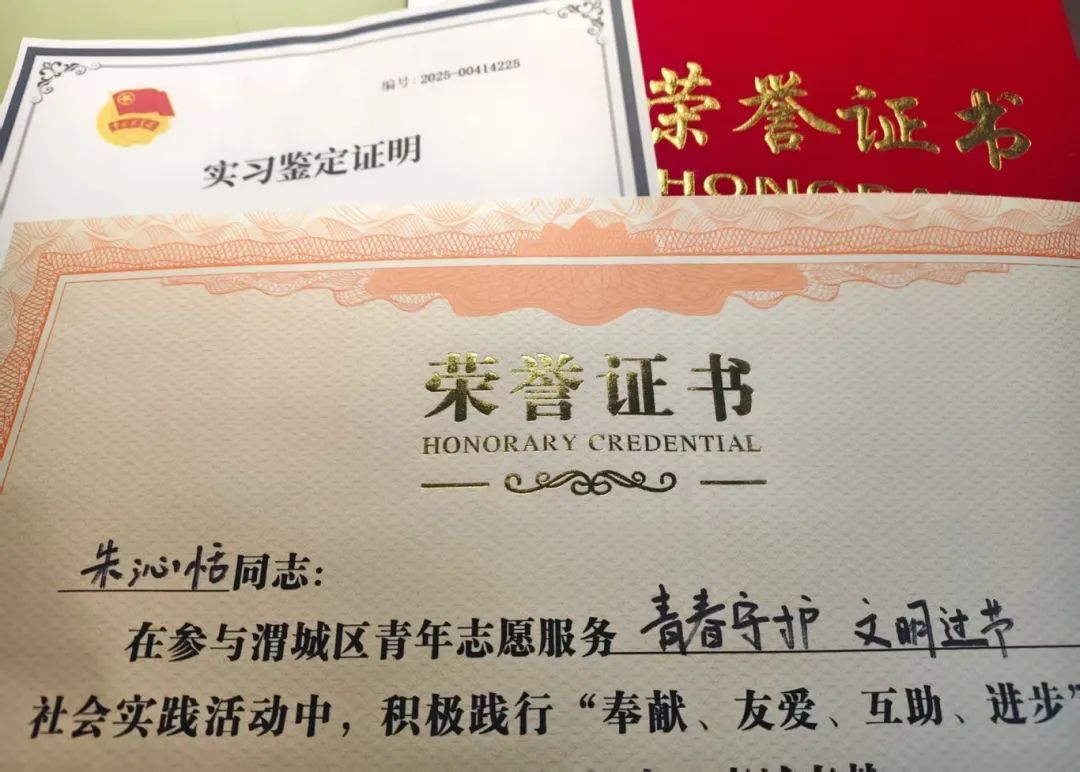 编号：2025-00414225
实习鉴定证明
荣誉证书
荣誉证书
HONORARY CREDENTIAL
朱沁恬同志：
在参与渭城区青年志愿服务 青春守护 文明过节
社会实践活动中，积极践行“奉献、友爱、互助、进步”